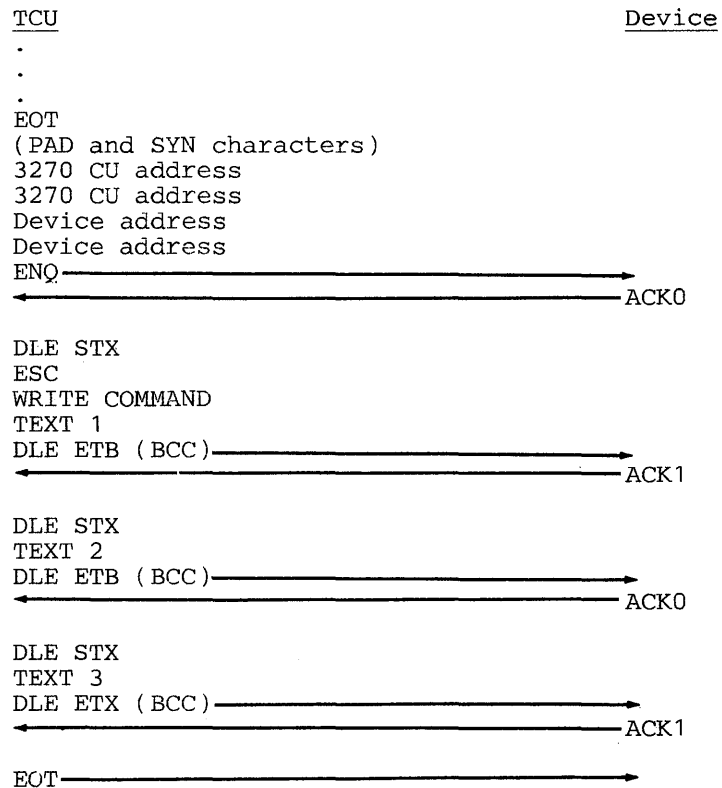 TCU Device
.
.
.
EOT
(PAD and SYN characters)
3270 CU address
3270 CU address
Device address
Device address
ENQ
ACK0
DLE STX
ESC
WRITE COMMAND
TEXT 1
DLE ETB (BCC)
ACK1
DLE STX
TEXT 2
DLE ETB (BCC)
ACK0
DLE STX
TEXT 3
DLE ETX (BCC)
ACK1
EOT